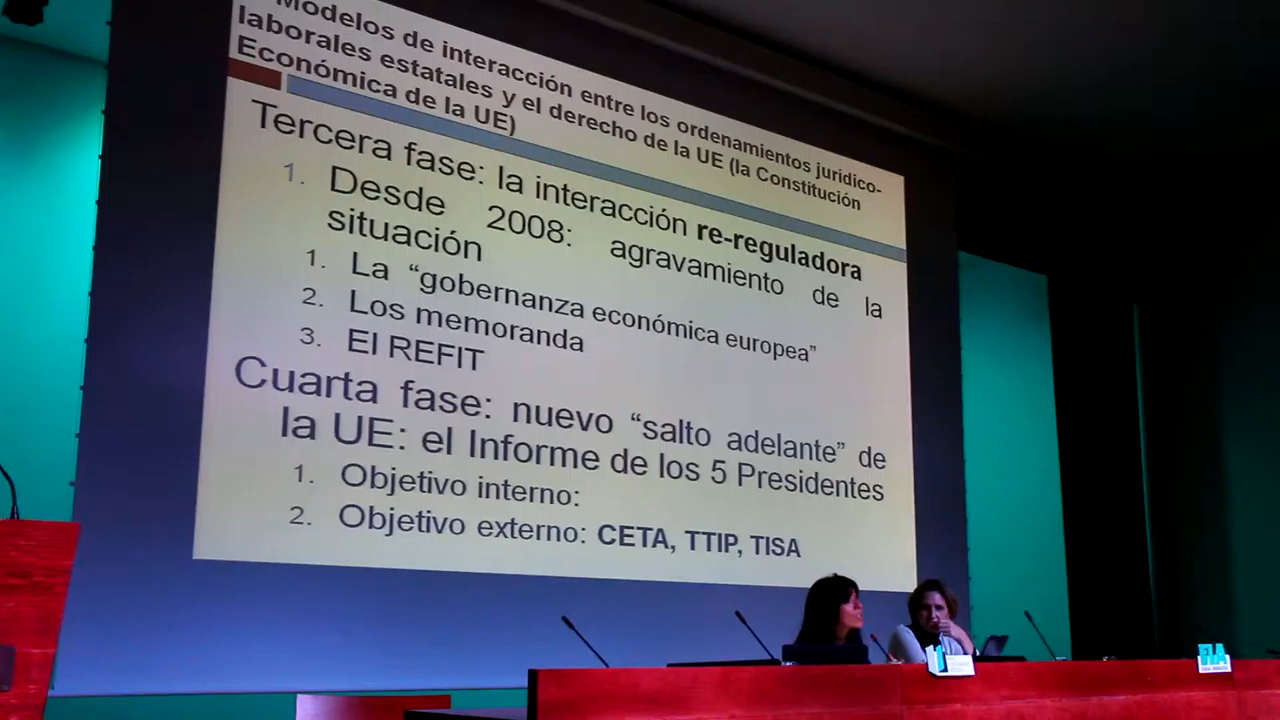 Modelos de interacción entre los ordenamientos jurídico-
laborales estatales y el derecho de la UE (la Constitución
Económica de la UE)
Tercera fase: la interacción re-reguladora
1. Desde 2008: agravamiento de la
situación
1. La “gobernanza económica europea”
2. Los memoranda
3. El REFIT
Cuarta fase: nuevo “salto adelante” de
la UE: el Informe de los 5 Presidentes
1. Objetivo interno:
2. Objetivo externo: CETA, TTIP, TISA